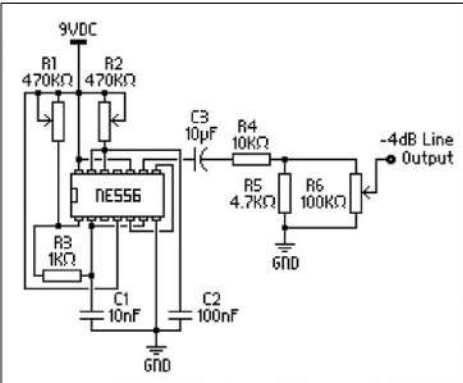 9VDC
R1
470KΩ
R2
470KΩ
C3
10µF
R4
10KΩ
-4dB Line
Output
NE556
R5
4.7KΩ
R6
100KΩ
R3
1KΩ
GND
C1
10nF
C2
100nF
GND